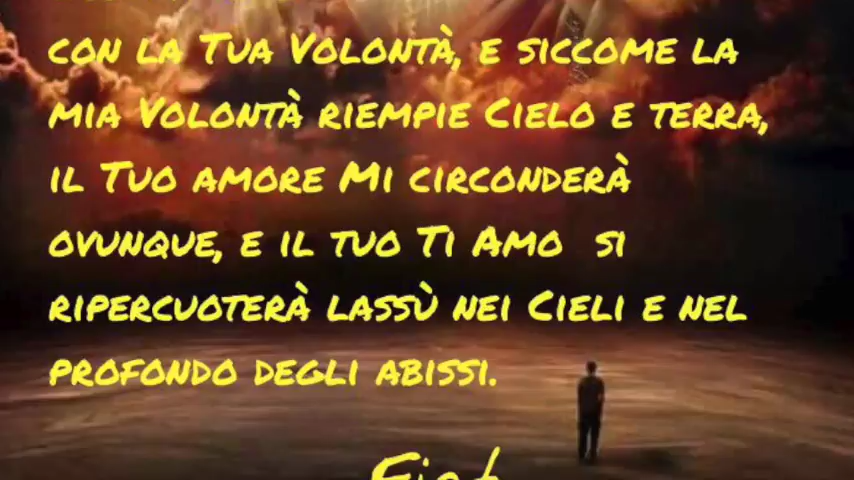 con la Tua Volontà, e siccome la
mia Volontà riempie Cielo e terra,
il Tuo amore Mi circonderà
ovunque, e il tuo Ti Amo si
ripercuoterà lassù nei Cieli e nel
profondo degli abissi.
Fiat